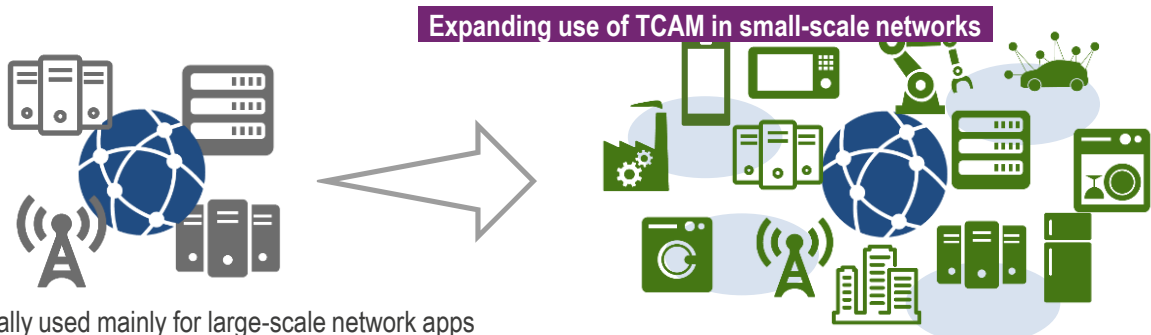 Expanding use of TCAM in small-scale networks
used mainly for large-scale network apps